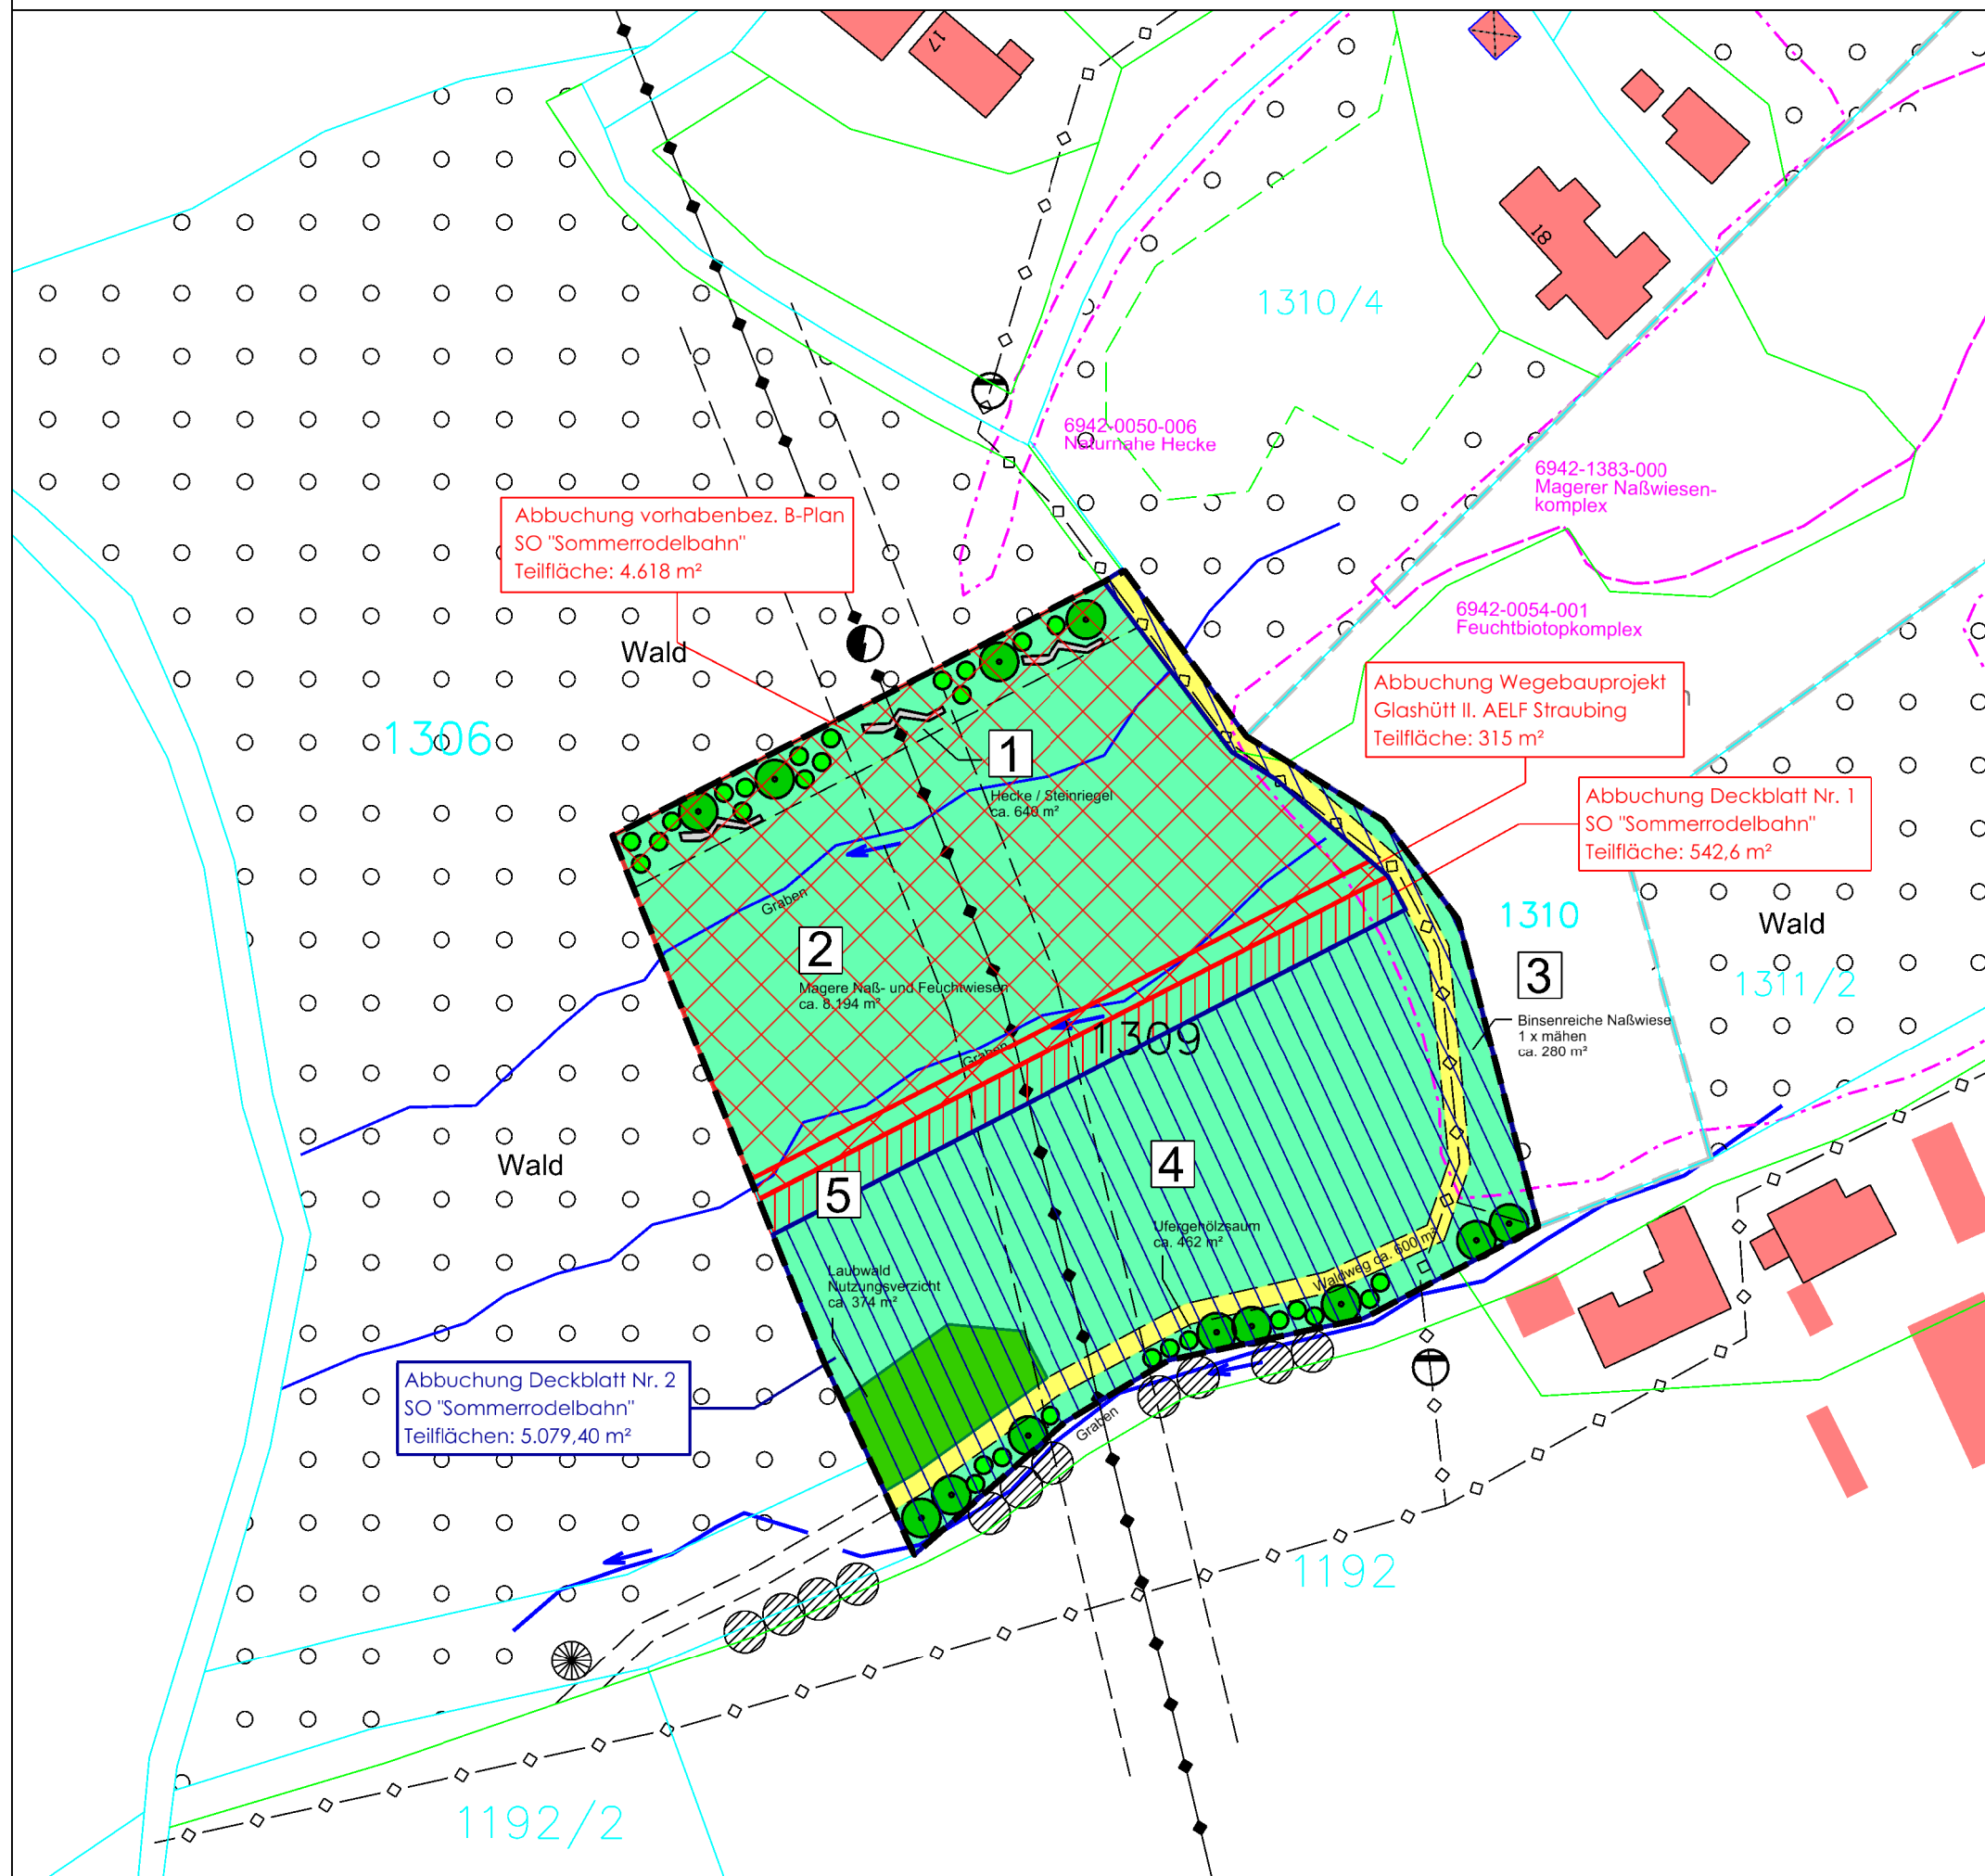 17
18
1310/4
6942-0050-006
Naturnahe Hecke
6942-1383-000
Magerer Naßwiesen-
komplex
Abbuchung vorhabenbez. B-Plan
SO "Sommerrodelbahn"
Teilfläche: 4.618 m²
6942-0054-001
Feuchtbiotopkomplex
Wald
Abbuchung Wegebauprojekt
Glashütt II. AELF Straubing
Teilfläche: 315 m²
1306
1
Hecke / Steinriegel
ca. 640 m²
Abbuchung Deckblatt Nr. 1
SO "Sommerrodelbahn"
Teilfläche: 542,6 m²
Graben
1310
Wald
2
Magere Naß- und Feuchtwiesen
ca. 8.194 m²
3
1311/2
Binsenreiche Naßwiese
1 x mähen
ca. 280 m²
1309
Graben
Wald
4
5
Ufergehölzsaum
ca. 462 m²
Waldweg ca. 600 m²
Laubwald
Nutzungsverzicht
ca. 374 m²
Abbuchung Deckblatt Nr. 2
SO "Sommerrodelbahn"
Teilflächen: 5.079,40 m²
Graben
1192
1192/2